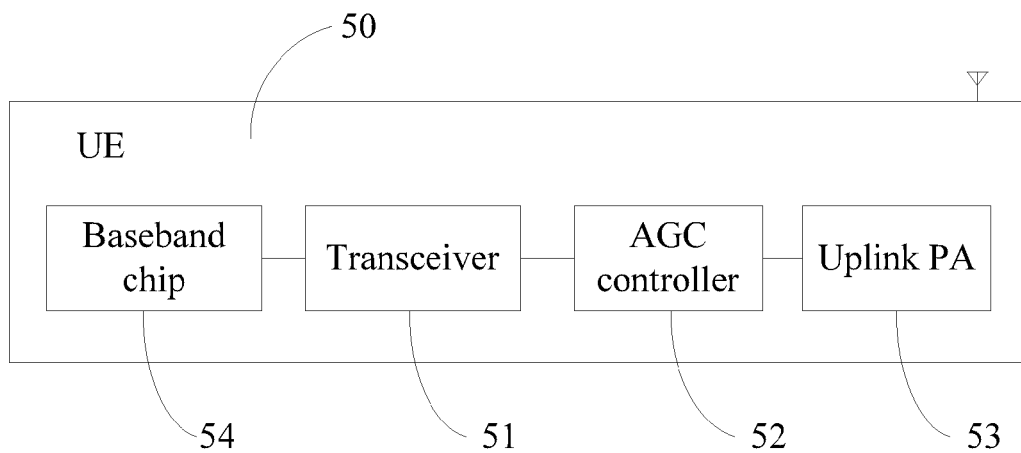 50
UE
Baseband
chip
Transceiver
AGC
controller
Uplink PA
54
51
52
53